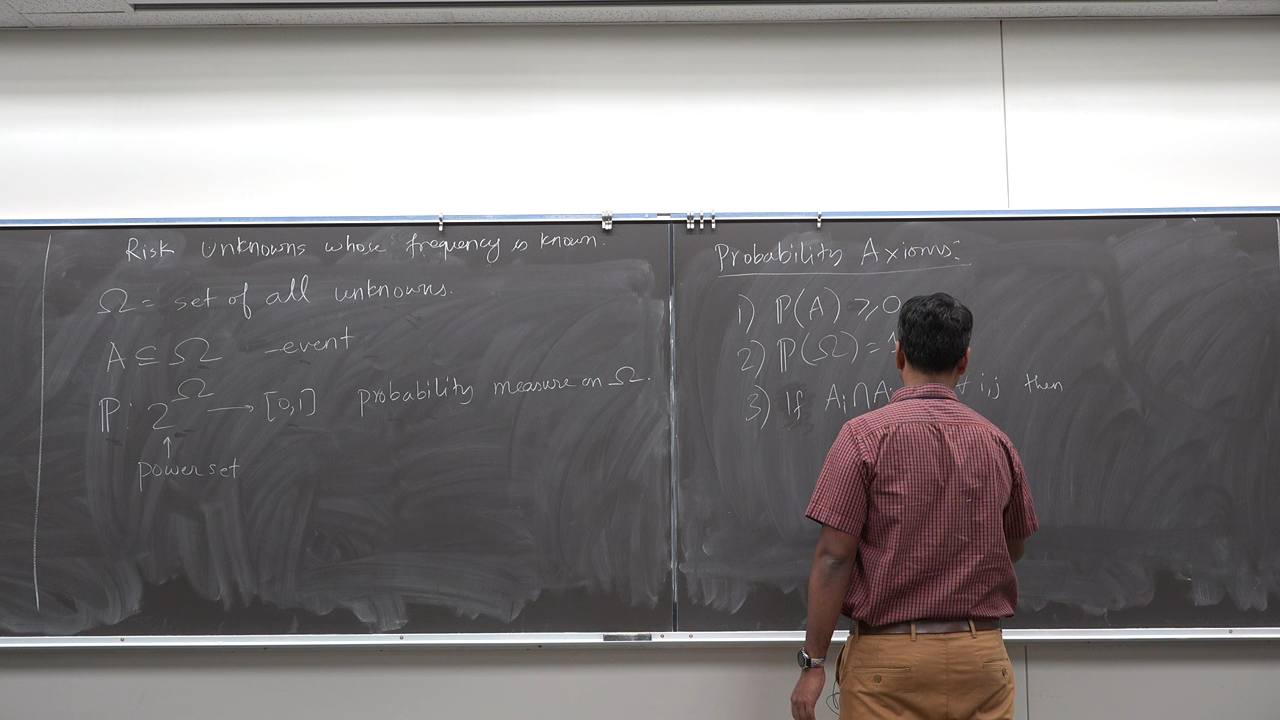 Risk unknowns whose frequency is known.
Ω = set of all unknowns.
A ⊆ Ω - event
ℙ: 2^Ω → [0,1] probability measure on Ω.
↑
power set
Probability Axioms:
1) ℙ(A) ≥ 0
2) ℙ(Ω) = 1
3) If A_i ∩ A i,j then